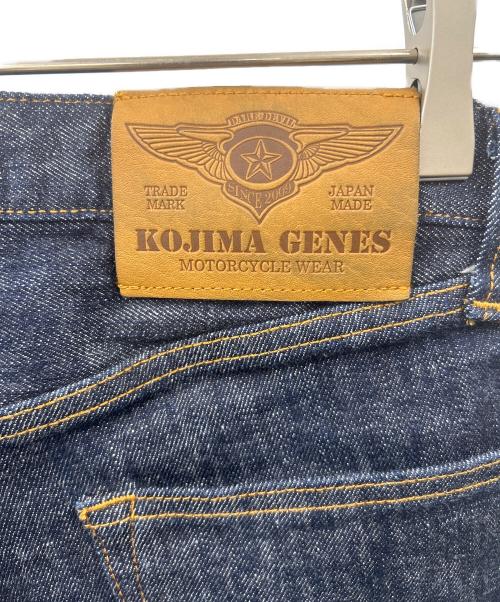 DARE DEVIL
SINCE 2009
TRADE
MARK
JAPAN
MADE
KOJIMA GENES
MOTORCYCLE WEAR